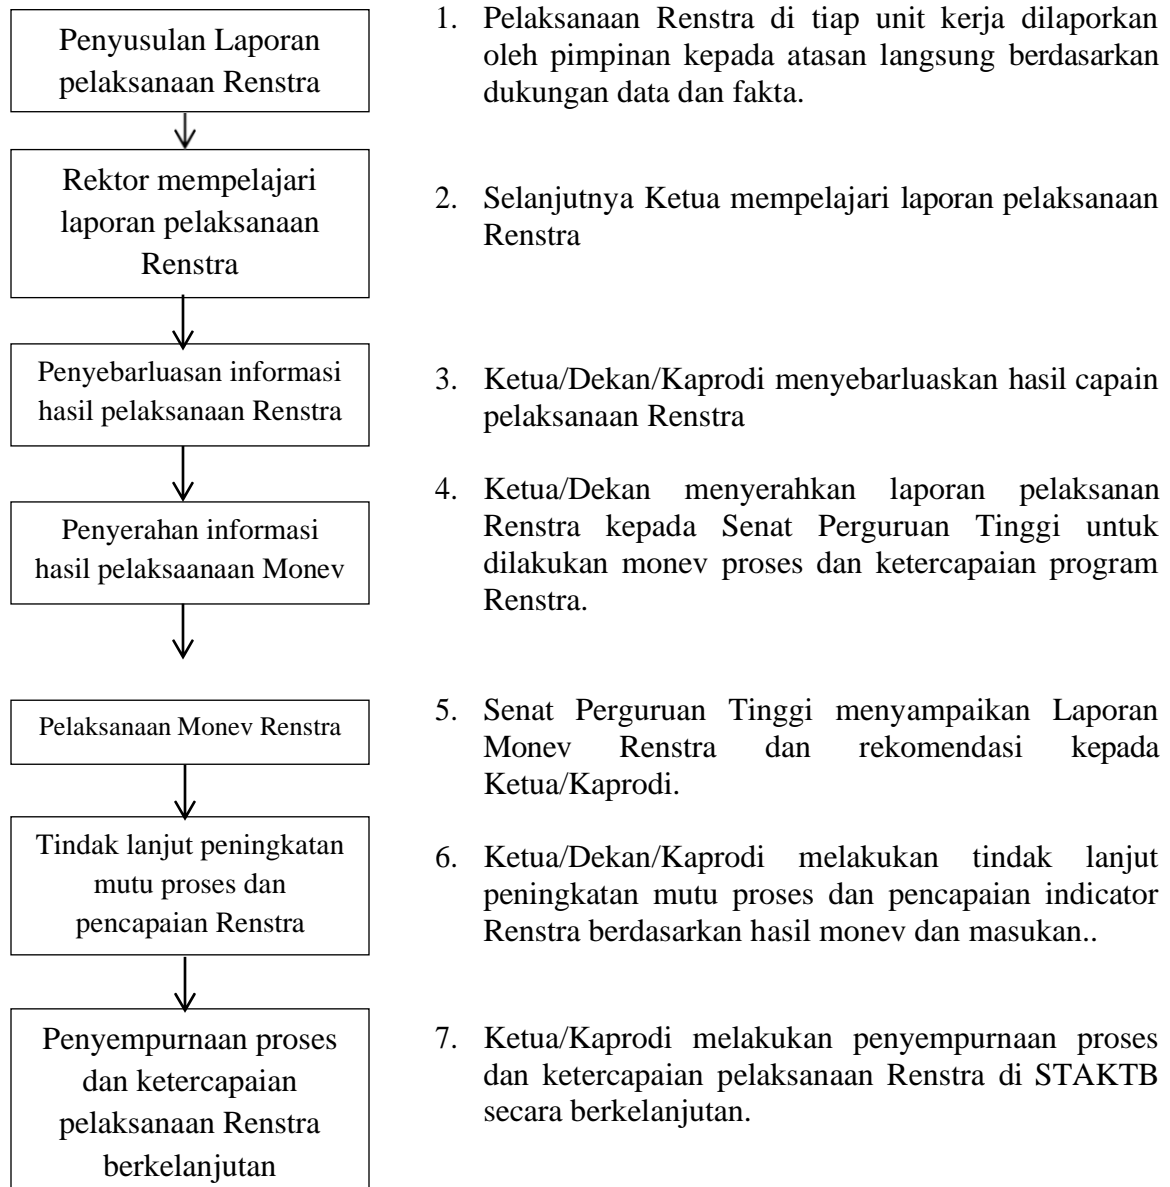 Penyusulan Laporan
pelaksanaan Renstra
1. Pelaksanaan Renstra di tiap unit kerja dilaporkan
oleh pimpinan kepada atasan langsung berdasarkan
dukungan data dan fakta.
Rektor mempelajari
laporan pelaksanaan
Renstra
2. Selanjutnya Ketua mempelajari laporan pelaksanaan
Renstra
Penyebarluasan informasi
hasil pelaksanaan Renstra
3. Ketua/Dekan/Kaprodi menyebarluaskan hasil capain
pelaksanaan Renstra
Penyerahan informasi
hasil pelaksaanaan Monev
4. Ketua/Dekan menyerahkan laporan pelaksanan
Renstra kepada Senat Perguruan Tinggi untuk
dilakukan monev proses dan ketercapaian program
Renstra.
Pelaksanaan Monev Renstra
5. Senat Perguruan Tinggi menyampaikan Laporan
Monev Renstra dan rekomendasi kepada
Ketua/Kaprodi.
Tindak lanjut peningkatan
mutu proses dan
pencapaian Renstra
6. Ketua/Dekan/Kaprodi melakukan tindak lanjut
peningkatan mutu proses dan pencapaian indicator
Renstra berdasarkan hasil monev dan masukan..
Penyempurnaan proses
dan ketercapaian
pelaksanaan Renstra
berkelanjutan
7. Ketua/Kaprodi melakukan penyempurnaan proses
dan ketercapaian pelaksanaan Renstra di STAKTB
secara berkelanjutan.